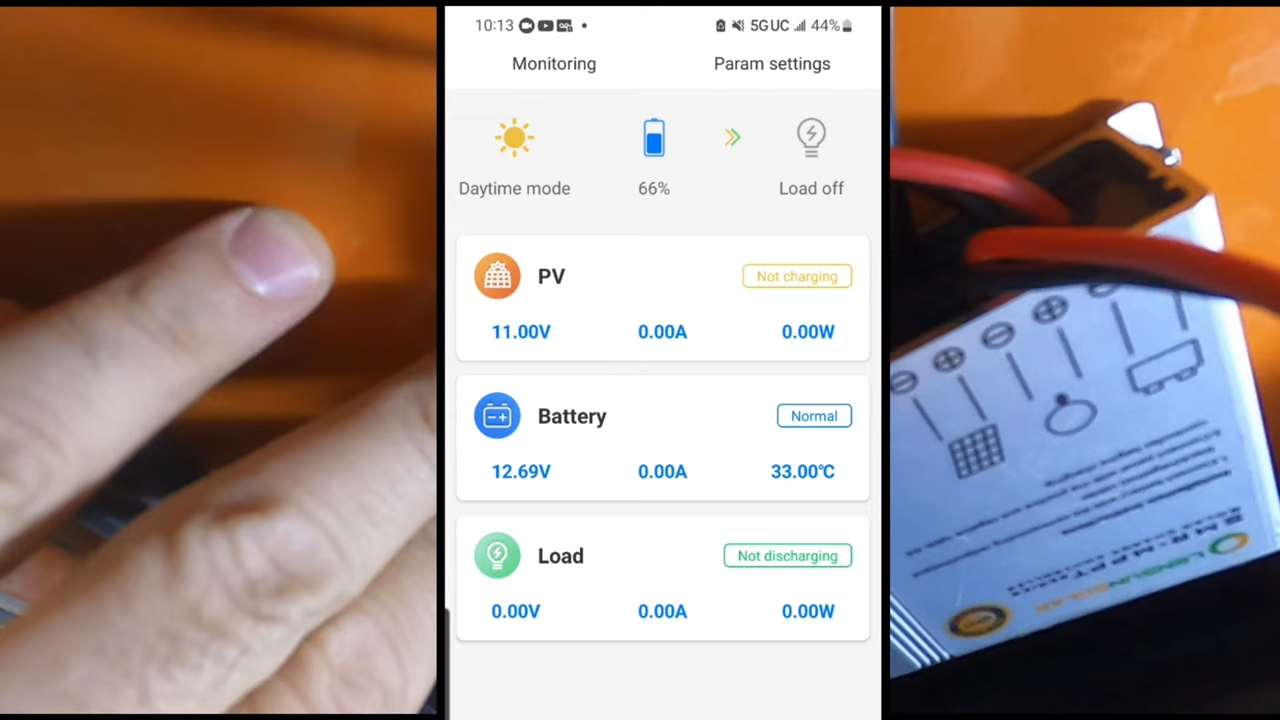 10:13
5G UC 44%
Monitoring Param settings
Daytime mode 66% Load off
PV Not charging
11.00V 0.00A 0.00W
Battery Normal
12.69V 0.00A 33.00℃
Load Not discharging
0.00V 0.00A 0.00W
LENSUNSOLAR